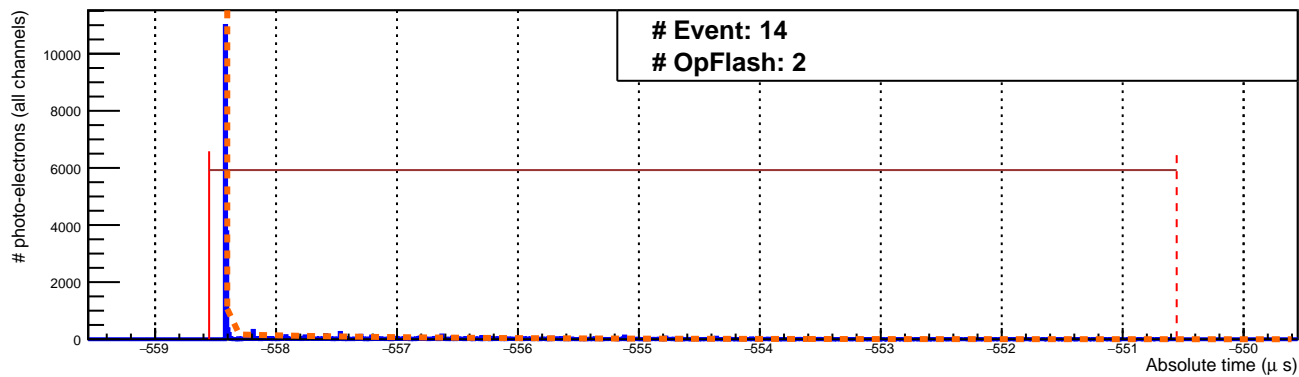 # Event: 14
# OpFlash: 2
# photo-electrons (all channels)
10000
8000
6000
4000
2000
0
−559 −558 −557 −556 −555 −554 −553 −552 −551 −550
Absolute time (μ s)